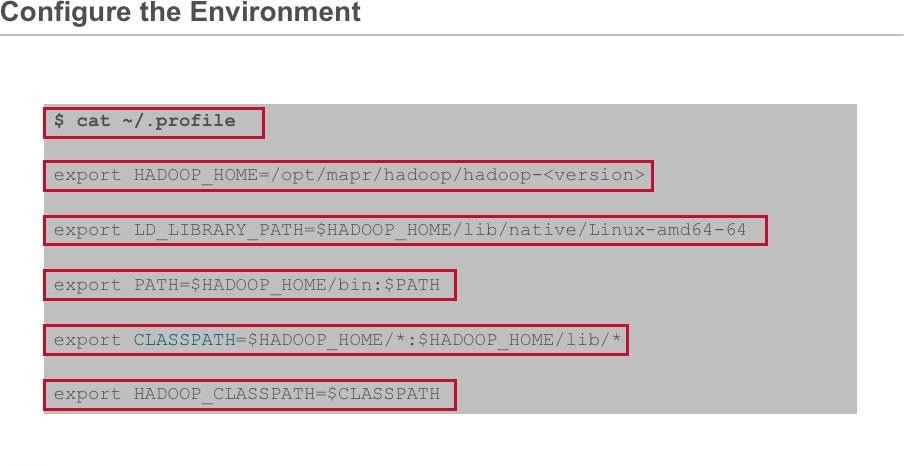 Configure the Environment
$ cat ~/.profile
export HADOOP_HOME=/opt/mapr/hadoop/hadoop-<version>
export LD_LIBRARY_PATH=$HADOOP_HOME/lib/native/Linux-amd64-64
export PATH=$HADOOP_HOME/bin:$PATH
export CLASSPATH=$HADOOP_HOME/*:$HADOOP_HOME/lib/*
export HADOOP_CLASSPATH=$CLASSPATH